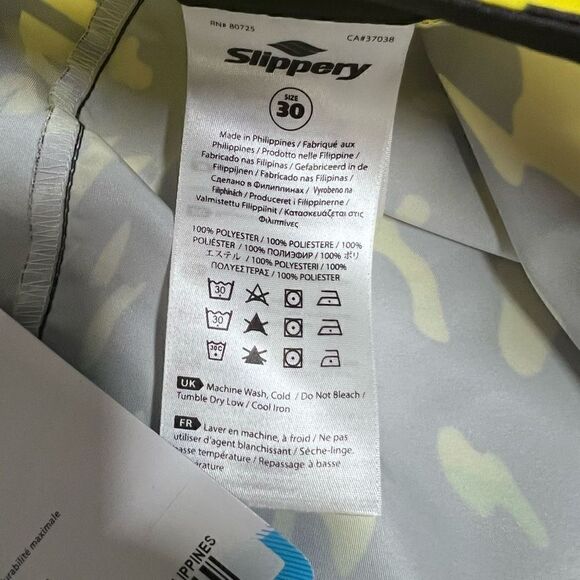 RN# 80725
CA#37038
Slippery
SIZE
30
Made in Philippines / Fabriqué aux
Philippines / Prodotto nelle Filippine /
Fabricado nas Filipinas / Gefabriceerd in de
Filippijnen / Fabricado nas Filipinas /
Сделано в Филиппинах / Vyrobeno na
Filipínách / Produceret i Filippinerne /
Valmistettu Filippiinit / Κατασκευάζεται στις
Φιλιππίνες
100% POLYESTER / 100% POLIESTERE / 100%
POLIÉSTER / 100% ПОЛИЭФИР / 100% ポリ
エステル / 100% POLYESTERI / 100%
ΠΟΛΥΕΣΤΕΡΑΣ / 100% POLIESTER
30
30
30C
UK Machine Wash, Cold / Do Not Bleach /
Tumble Dry Low / Cool Iron
FR Laver en machine, à froid / Ne pas
utiliser d'agent blanchissant / Sèche-linge.
basse température / Repassage à basse
température
durabilité maximale